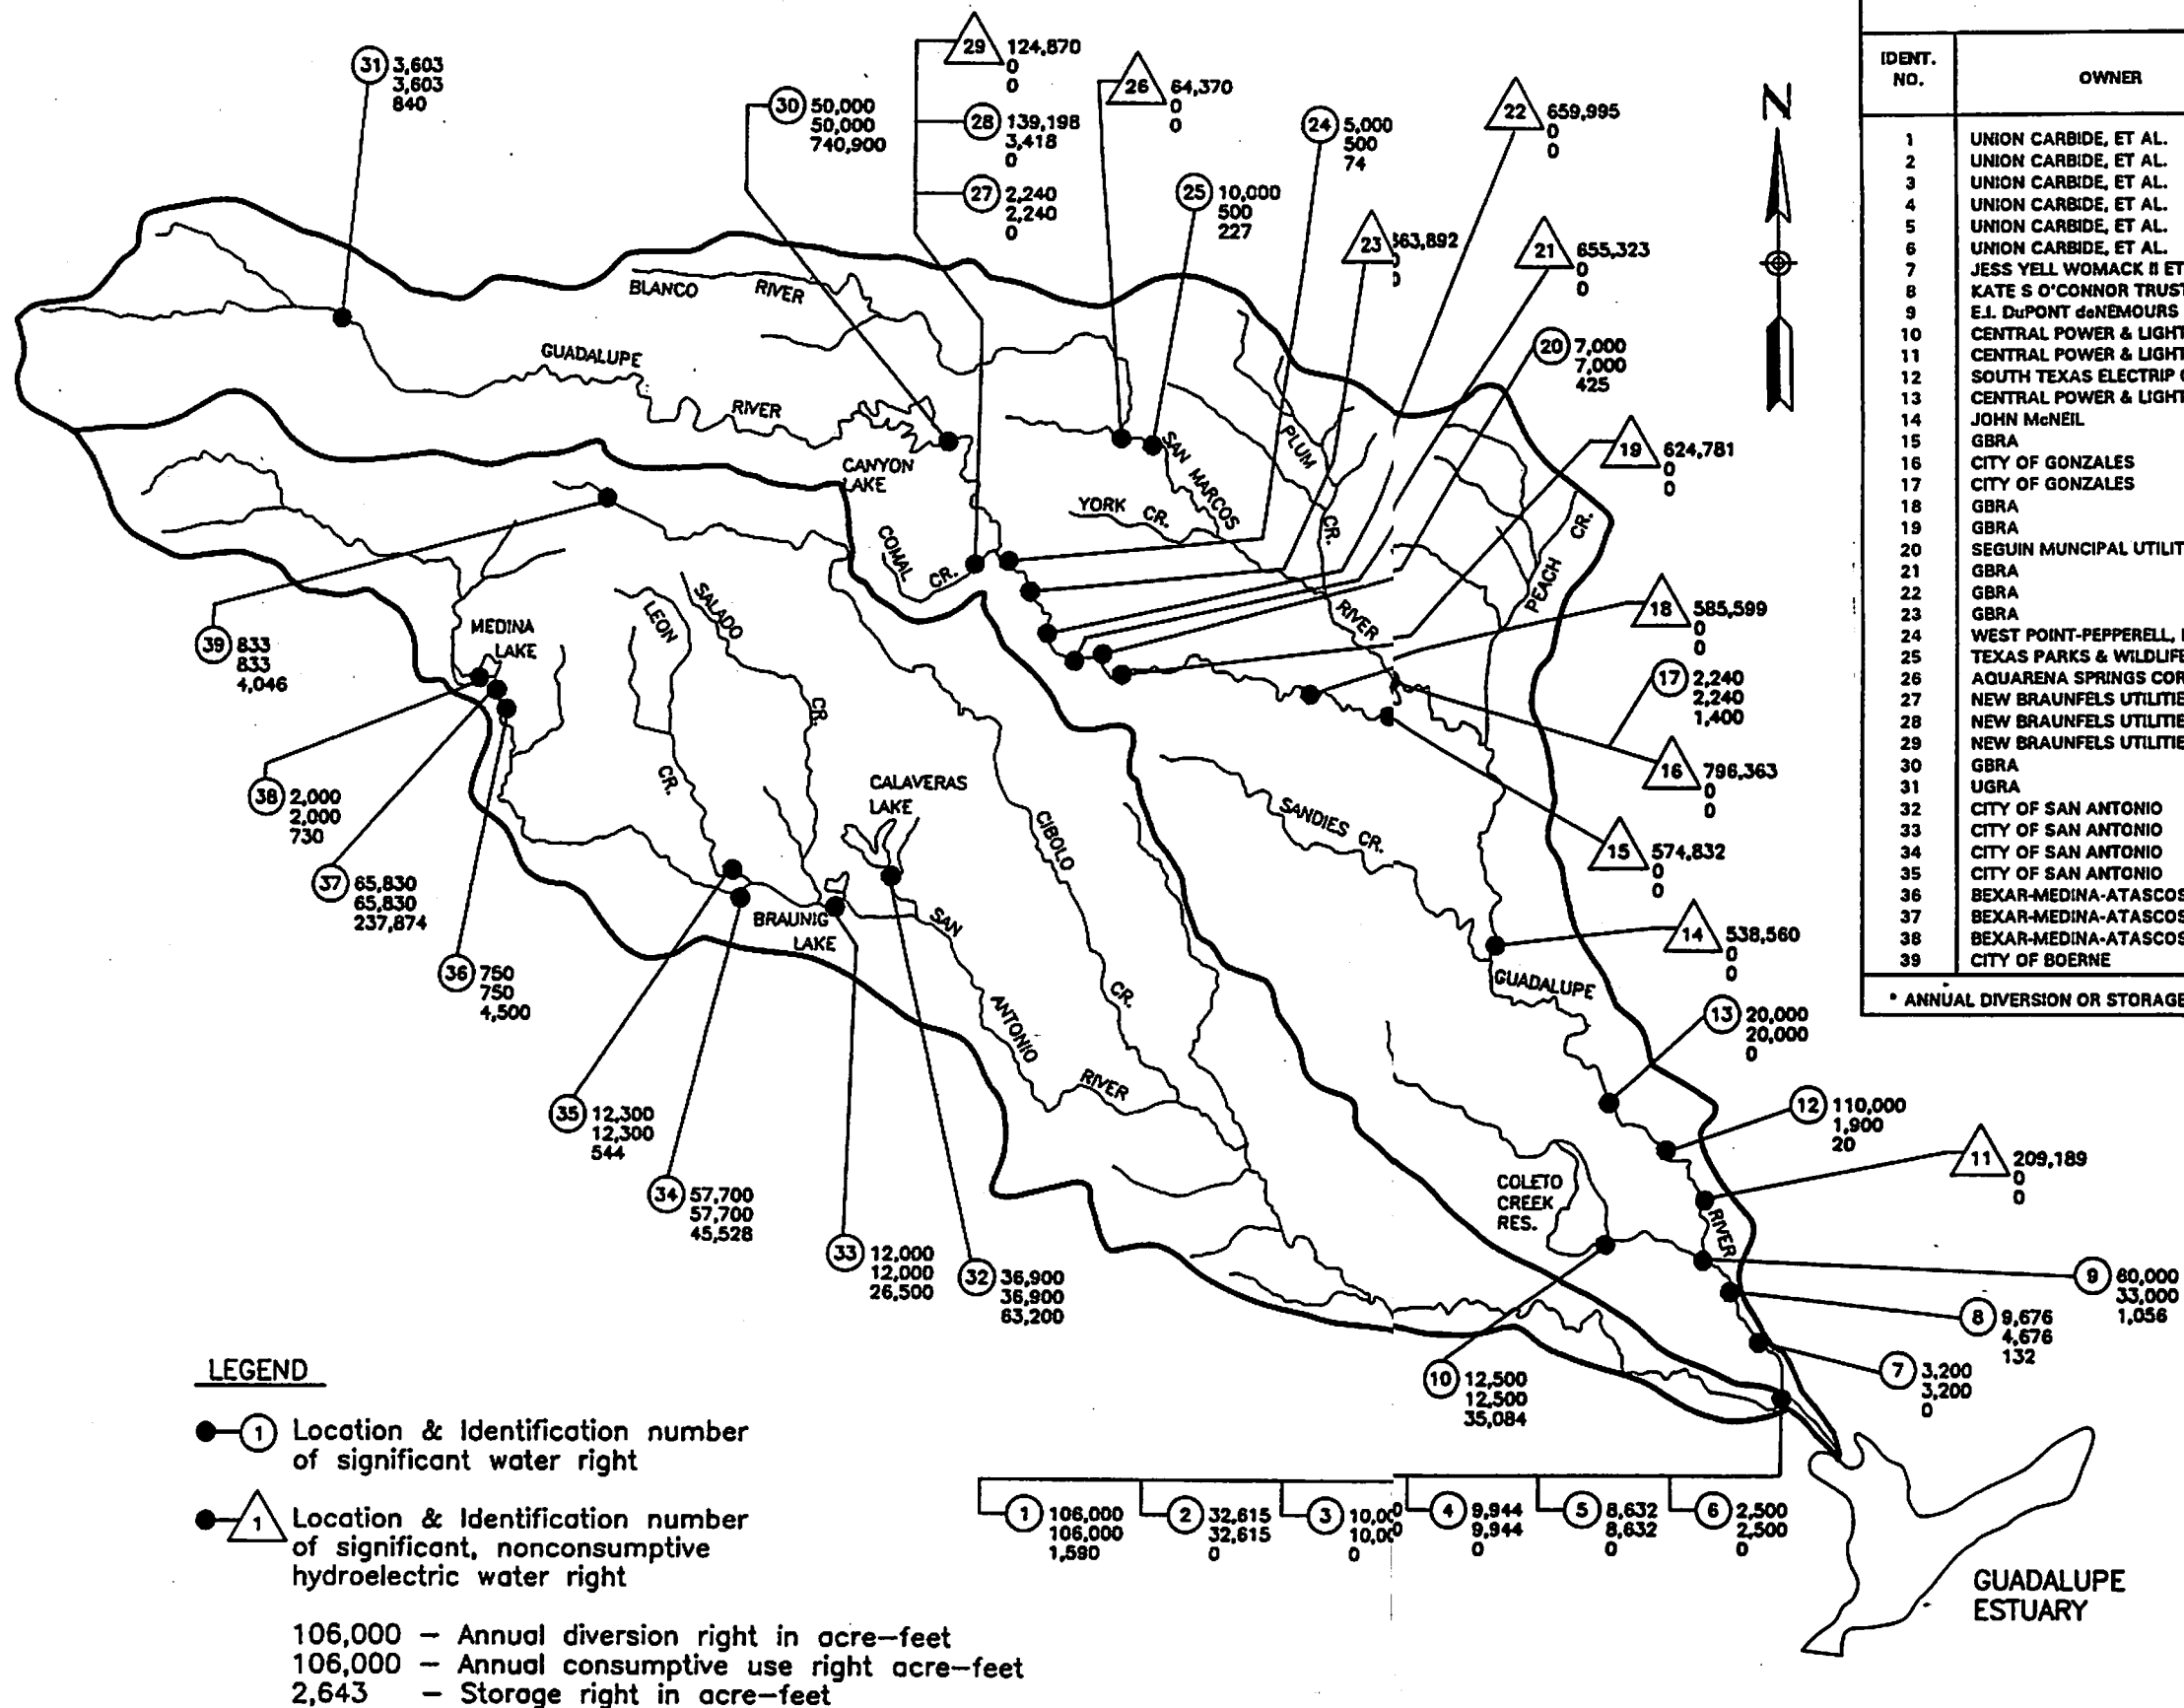 31 3,603
3,603
840
30 50,000
50,000
740,900
29 124,870
0
0
28 139,198
3,418
0
27 2,240
2,240
0
26 64,370
0
0
25 10,000
500
227
24 5,000
500
74
22 659,995
0
0
23 563,892
21 655,323
0
0
20 7,000
7,000
425
19 624,781
0
0
18 585,599
0
0
17 2,240
2,240
1,400
16 796,363
0
0
15 574,832
0
0
14 538,560
0
0
13 20,000
20,000
0
12 110,000
1,900
20
11 209,189
0
0
9 60,000
33,000
1,056
8 9,676
4,676
132
7 3,200
3,200
0
10 12,500
12,500
35,084
39 833
833
4,046
38 2,000
2,000
730
37 65,830
65,830
237,874
36 750
750
4,500
35 12,300
12,300
544
34 57,700
57,700
45,528
33 12,000
12,000
26,500
32 36,900
36,900
63,200
1 106,000
106,000
1,590
2 32,615
32,615
0
3 10,000
10,000
0
4 9,944
9,944
0
5 8,632
8,632
0
6 2,500
2,500
0
BLANCO RIVER
GUADALUPE RIVER
CANYON
LAKE
COMAL CR.
SAN MARCOS
RIVER
YORK CR.
PLUM CR.
PEACH CR.
MEDINA
LAKE
LEON
CR.
SALADO
CR.
CALAVERAS
LAKE
BRAUNIG
LAKE
CIBOLO
CR.
SAN
ANTONIO
RIVER
SANDIES CR.
GUADALUPE
RIVER
COLETO
CREEK
RES.
GUADALUPE
ESTUARY
N
IDENT.
NO.
OWNER
1 UNION CARBIDE, ET AL.
2 UNION CARBIDE, ET AL.
3 UNION CARBIDE, ET AL.
4 UNION CARBIDE, ET AL.
5 UNION CARBIDE, ET AL.
6 UNION CARBIDE, ET AL.
7 JESS YELL WOMACK II ET
8 KATE S O'CONNOR TRUST
9 E.I. DuPONT deNEMOURS
10 CENTRAL POWER & LIGHT
11 CENTRAL POWER & LIGHT
12 SOUTH TEXAS ELECTRIP
13 CENTRAL POWER & LIGHT
14 JOHN McNEIL
15 GBRA
16 CITY OF GONZALES
17 CITY OF GONZALES
18 GBRA
19 GBRA
20 SEGUIN MUNCIPAL UTILIT
21 GBRA
22 GBRA
23 GBRA
24 WEST POINT-PEPPERELL,
25 TEXAS PARKS & WILDLIFE
26 AQUARENA SPRINGS COR
27 NEW BRAUNFELS UTILITIE
28 NEW BRAUNFELS UTILITIE
29 NEW BRAUNFELS UTILITIE
30 GBRA
31 UGRA
32 CITY OF SAN ANTONIO
33 CITY OF SAN ANTONIO
34 CITY OF SAN ANTONIO
35 CITY OF SAN ANTONIO
36 BEXAR-MEDINA-ATASCOS
37 BEXAR-MEDINA-ATASCOS
38 BEXAR-MEDINA-ATASCOS
39 CITY OF BOERNE
* ANNUAL DIVERSION OR STORAGE
LEGEND
1 Location & Identification number
of significant water right
1 Location & Identification number
of significant, nonconsumptive
hydroelectric water right
106,000 – Annual diversion right in acre-feet
106,000 – Annual consumptive use right acre-feet
2,643 – Storage right in acre-feet